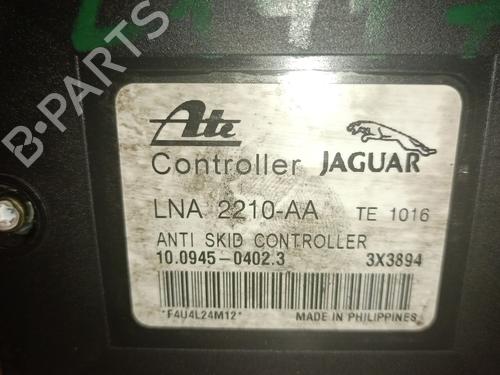 B-PARTS
Ate
Controller JAGUAR
LNA 2210-AA TE 1016
ANTI SKID CONTROLLER
10.0945-0402.3 3X3894
*F4U4L24M12* MADE IN PHILIPPINES